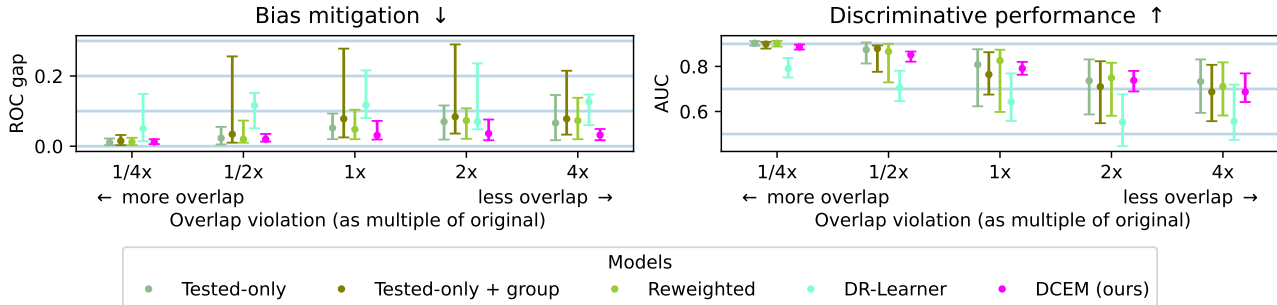 Bias mitigation ↓
ROC gap
0.2
0.0
1/4x 1/2x 1x 2x 4x
← more overlap less overlap →
Overlap violation (as multiple of original)
Discriminative performance ↑
AUC
0.8
0.6
1/4x 1/2x 1x 2x 4x
← more overlap less overlap →
Overlap violation (as multiple of original)
Models
Tested-only Tested-only + group Reweighted DR-Learner DCEM (ours)